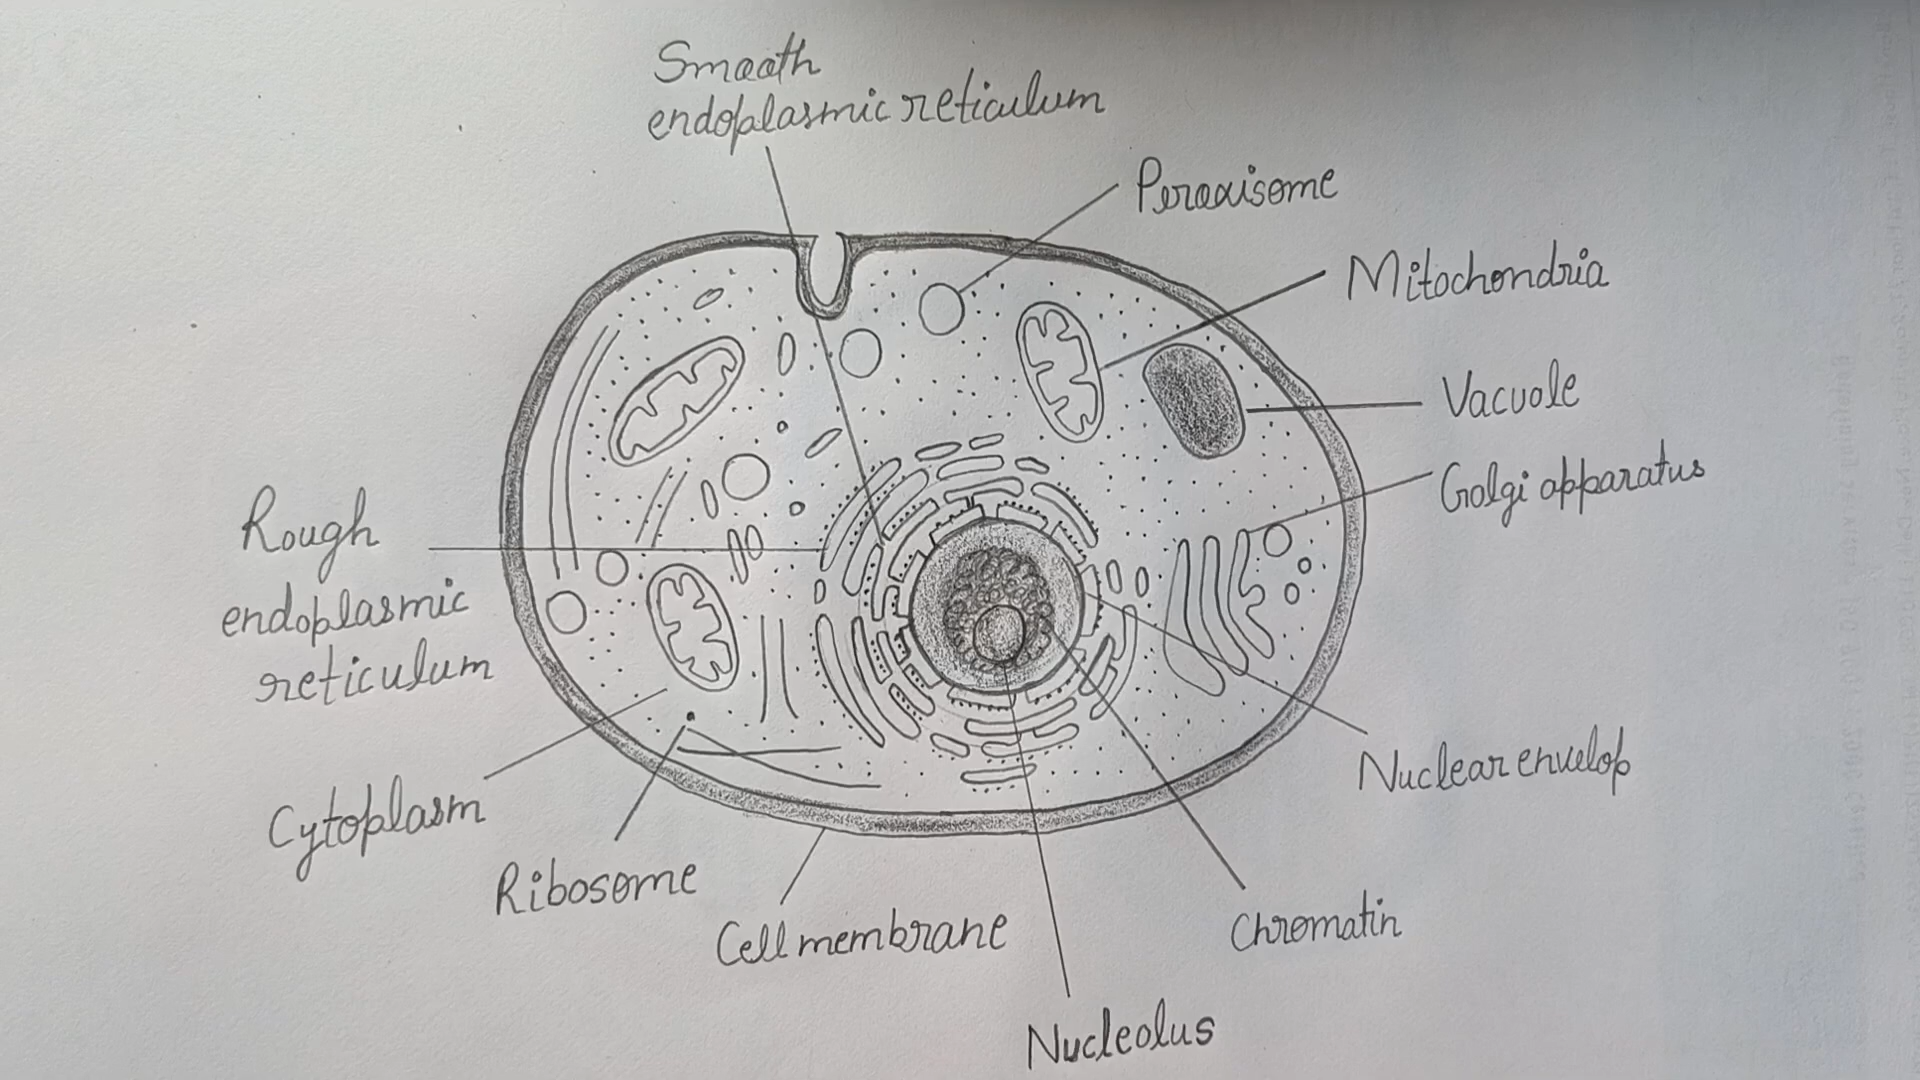 Smooth
endoplasmic reticulum
Peroxisome
Mitochondria
Vacuole
Golgi apparatus
Rough
endoplasmic
reticulum
Nuclear envelop
Cytoplasm
Ribosome
Cell membrane
Chromatin
Nucleolus